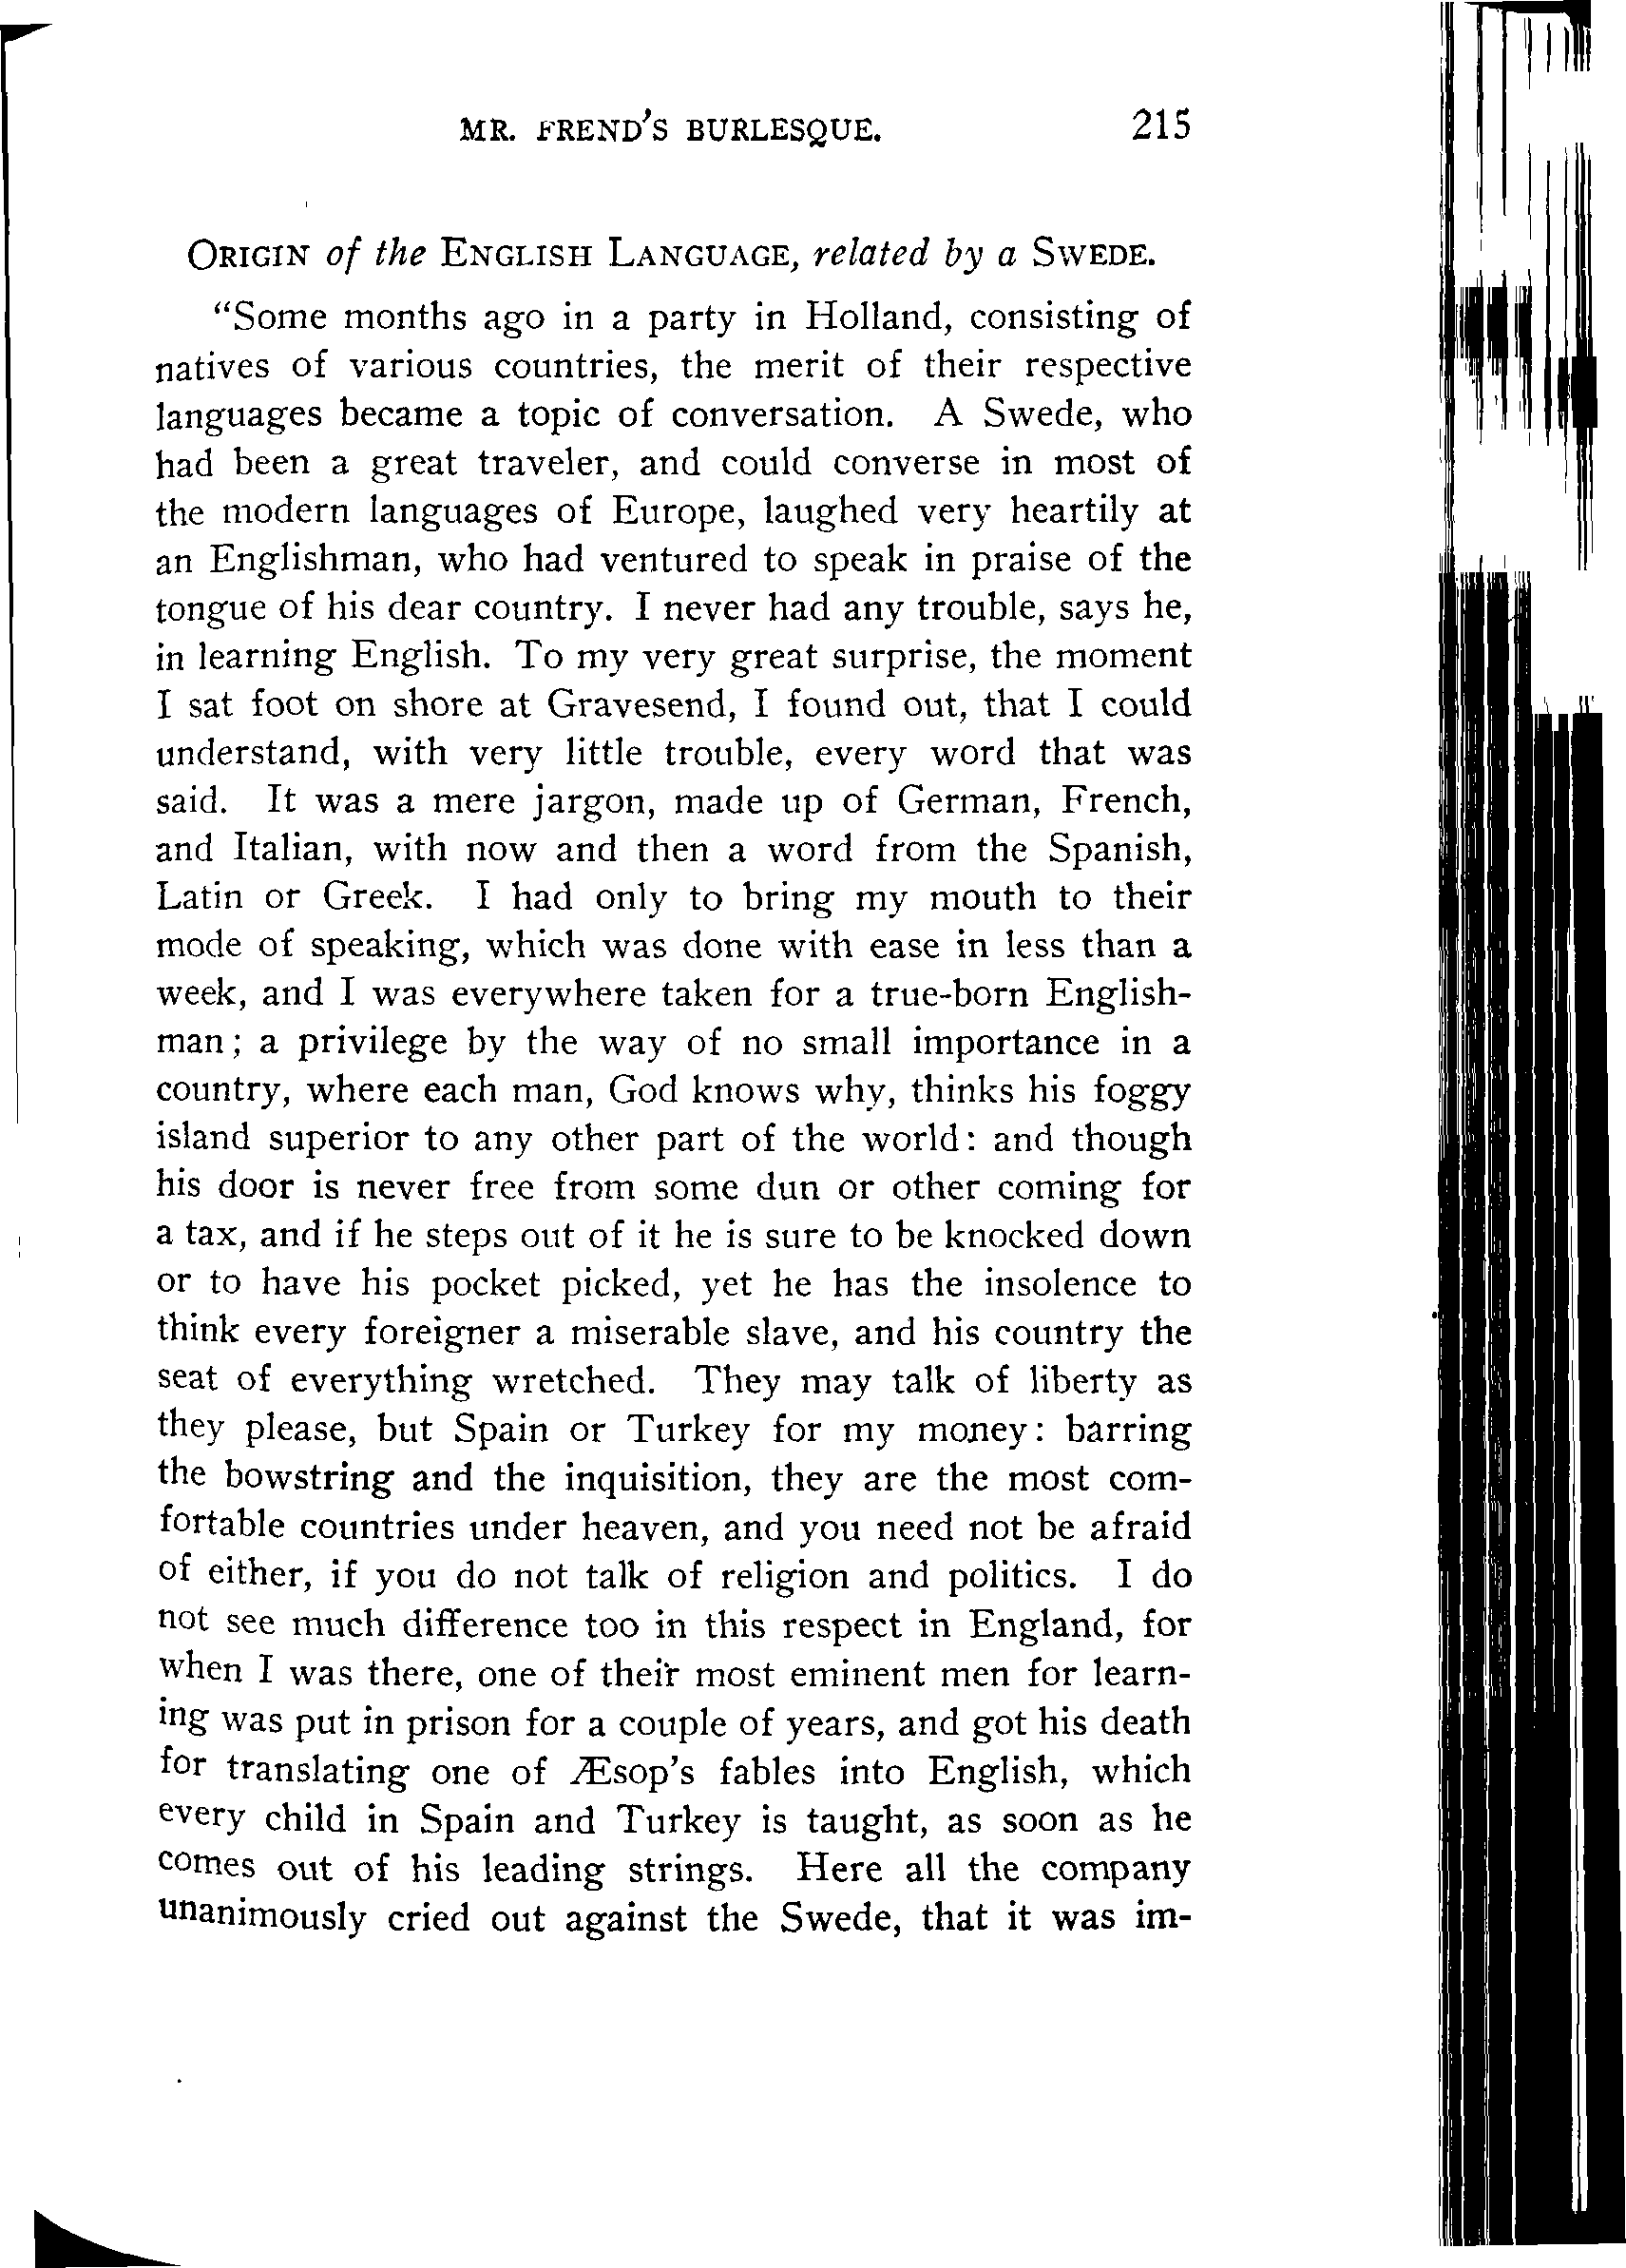 MR. FREND'S BURLESQUE. 215
ORIGIN of the ENGLISH LANGUAGE, related by a SWEDE.
"Some months ago in a party in Holland, consisting of
natives of various countries, the merit of their respective
languages became a topic of conversation. A Swede, who
had been a great traveler, and could converse in most of
the modern languages of Europe, laughed very heartily at
an Englishman, who had ventured to speak in praise of the
tongue of his dear country. I never had any trouble, says he,
in learning English. To my very great surprise, the moment
I sat foot on shore at Gravesend, I found out, that I could
understand, with very little trouble, every word that was
said. It was a mere jargon, made up of German, French,
and Italian, with now and then a word from the Spanish,
Latin or Greek. I had only to bring my mouth to their
mode of speaking, which was done with ease in less than a
week, and I was everywhere taken for a true-born English-
man; a privilege by the way of no small importance in a
country, where each man, God knows why, thinks his foggy
island superior to any other part of the world: and though
his door is never free from some dun or other coming for
a tax, and if he steps out of it he is sure to be knocked down
or to have his pocket picked, yet he has the insolence to
think every foreigner a miserable slave, and his country the
seat of everything wretched. They may talk of liberty as
they please, but Spain or Turkey for my money: barring
the bowstring and the inquisition, they are the most com-
fortable countries under heaven, and you need not be afraid
of either, if you do not talk of religion and politics. I do
not see much difference too in this respect in England, for
when I was there, one of their most eminent men for learn-
ing was put in prison for a couple of years, and got his death
for translating one of Æsop's fables into English, which
every child in Spain and Turkey is taught, as soon as he
comes out of his leading strings. Here all the company
unanimously cried out against the Swede, that it was im-